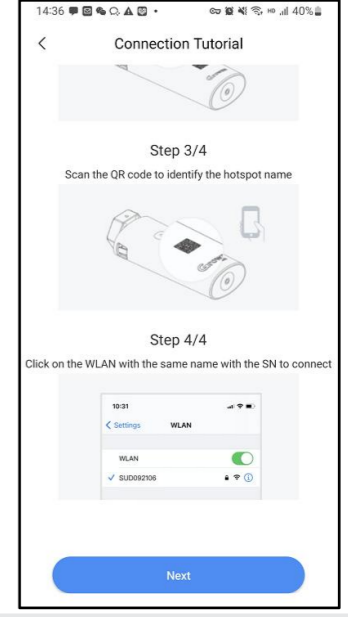 14:36 HD 40%
Connection Tutorial
Step 3/4
Scan the QR code to identify the hotspot name
Step 4/4
Click on the WLAN with the same name with the SN to connect
10:31
Settings WLAN
WLAN
SUD092106
Next